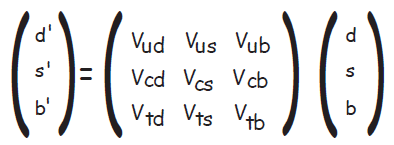 d' Vud Vus Vub d
s' = Vcd Vcs Vcb s
b' Vtd Vts Vtb b